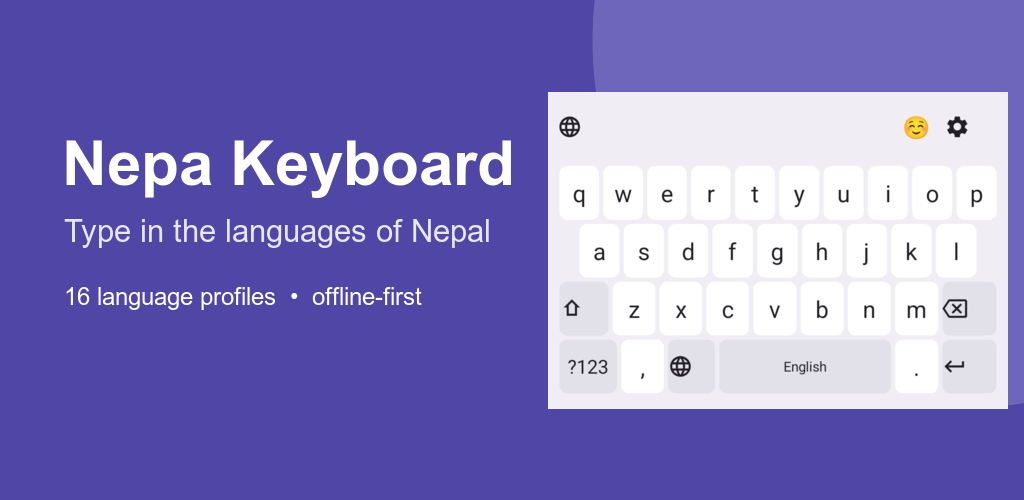 Nepa Keyboard
Type in the languages of Nepal
16 language profiles • offline-first
q w e r t y u i o p
a s d f g h j k l
z x c v b n m
?123 , English .